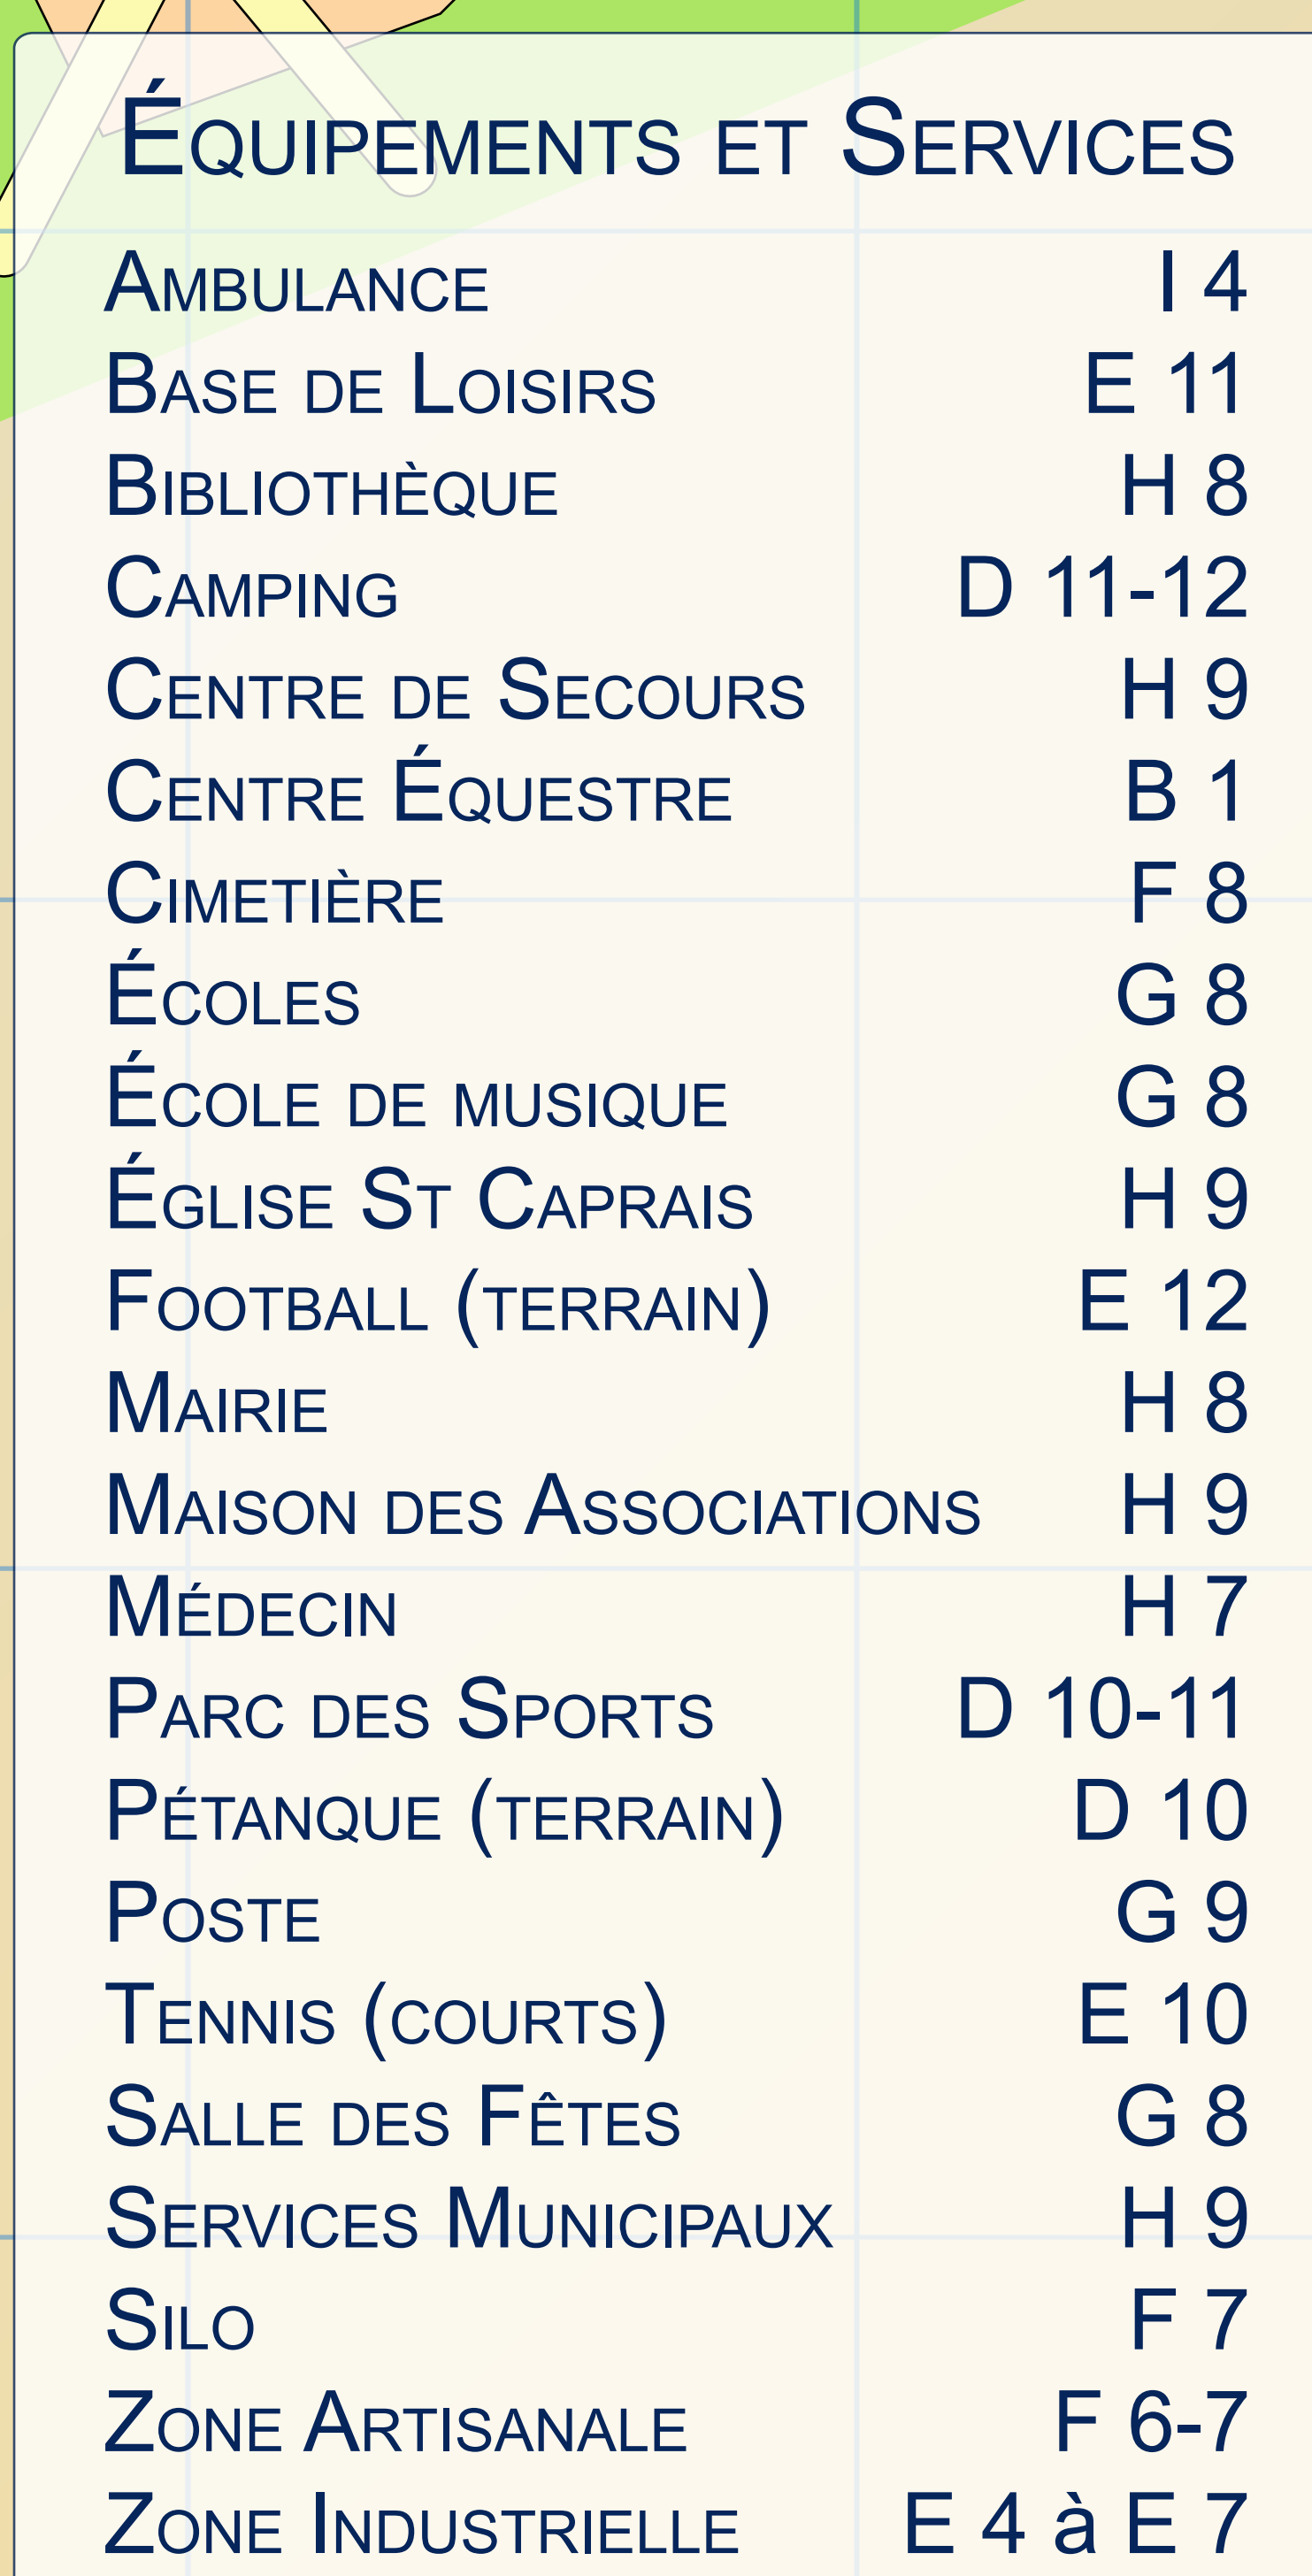 Équipements et Services
Ambulance I 4
Base de Loisirs E 11
Bibliothèque H 8
Camping D 11-12
Centre de Secours H 9
Centre Équestre B 1
Cimetière F 8
Écoles G 8
École de musique G 8
Église St Caprais H 9
Football (terrain) E 12
Mairie H 8
Maison des Associations H 9
Médecin H 7
Parc des Sports D 10-11
Pétanque (terrain) D 10
Poste G 9
Tennis (courts) E 10
Salle des Fêtes G 8
Services Municipaux H 9
Silo F 7
Zone Artisanale F 6-7
Zone Industrielle E 4 à E 7